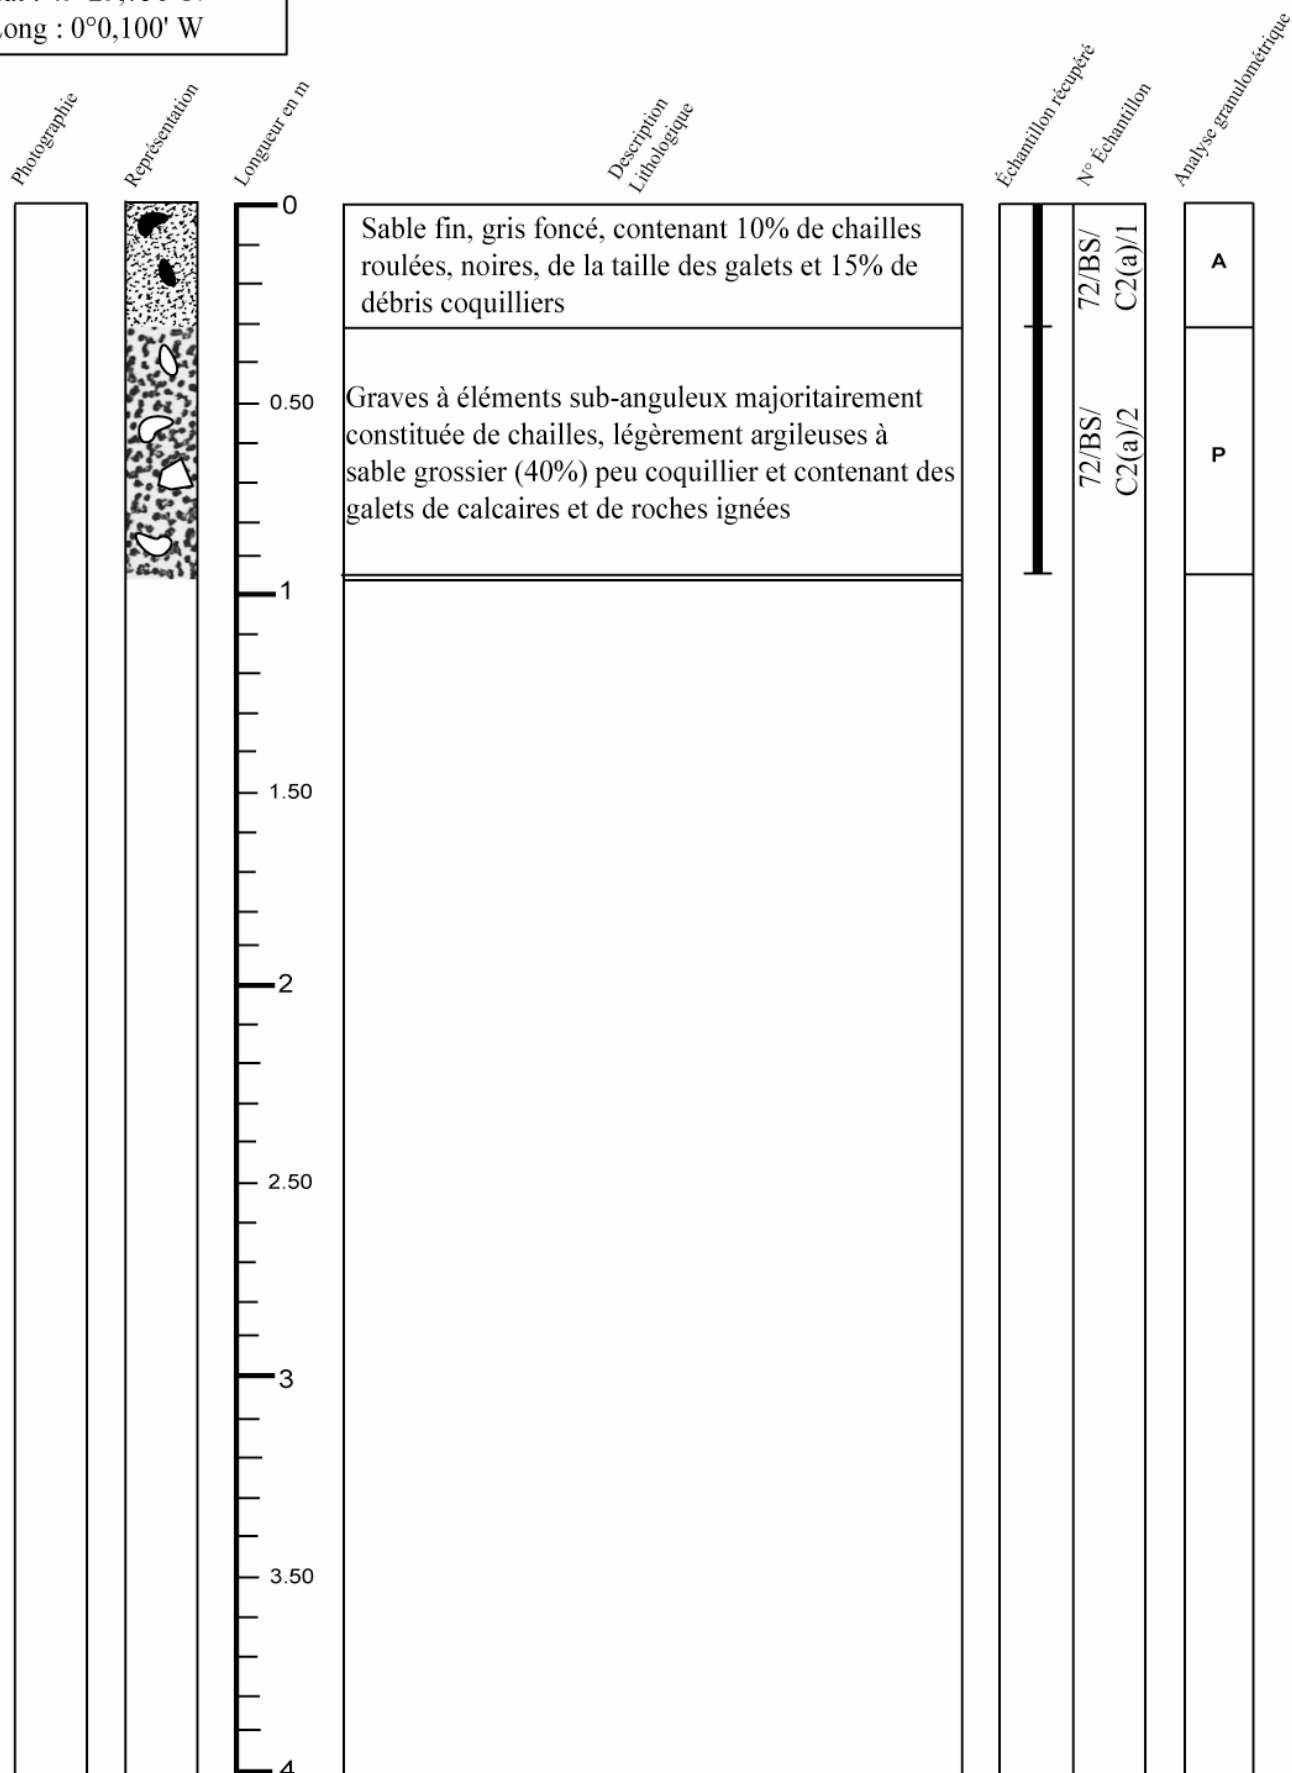 Long : 0°0,100' W
Photographie
Représentation
Longueur en m
Description
Lithologique
Échantillon récupéré
N° Échantillon
Analyse granulométrique
0
Sable fin, gris foncé, contenant 10% de chailles
roulées, noires, de la taille des galets et 15% de
débris coquilliers
72/BS/
C2(a)/1
A
0.50
Graves à éléments sub-anguleux majoritairement
constituée de chailles, légèrement argileuses à
sable grossier (40%) peu coquillier et contenant des
galets de calcaires et de roches ignées
72/BS/
C2(a)/2
P
1
1.50
2
2.50
3
3.50
4